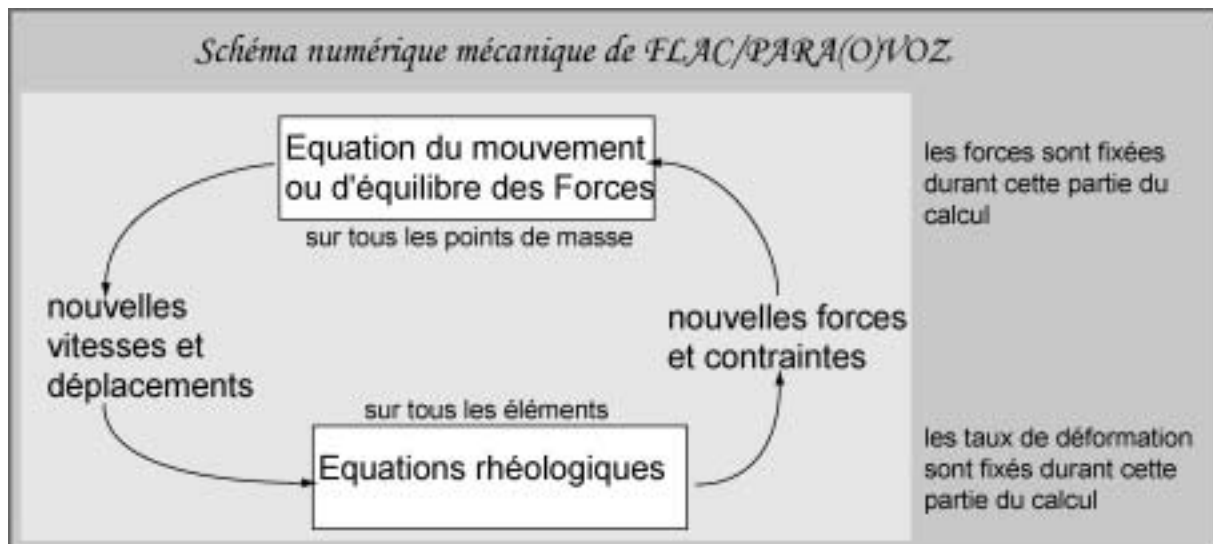 Schéma numérique mécanique de FLAC/PARA(O)VOZ
Equation du mouvement
ou d'équilibre des Forces
sur tous les points de masse
les forces sont fixées
durant cette partie du
calcul
nouvelles
vitesses et
déplacements
nouvelles forces
et contraintes
sur tous les éléments
Equations rhéologiques
les taux de déformation
sont fixés durant cette
partie du calcul